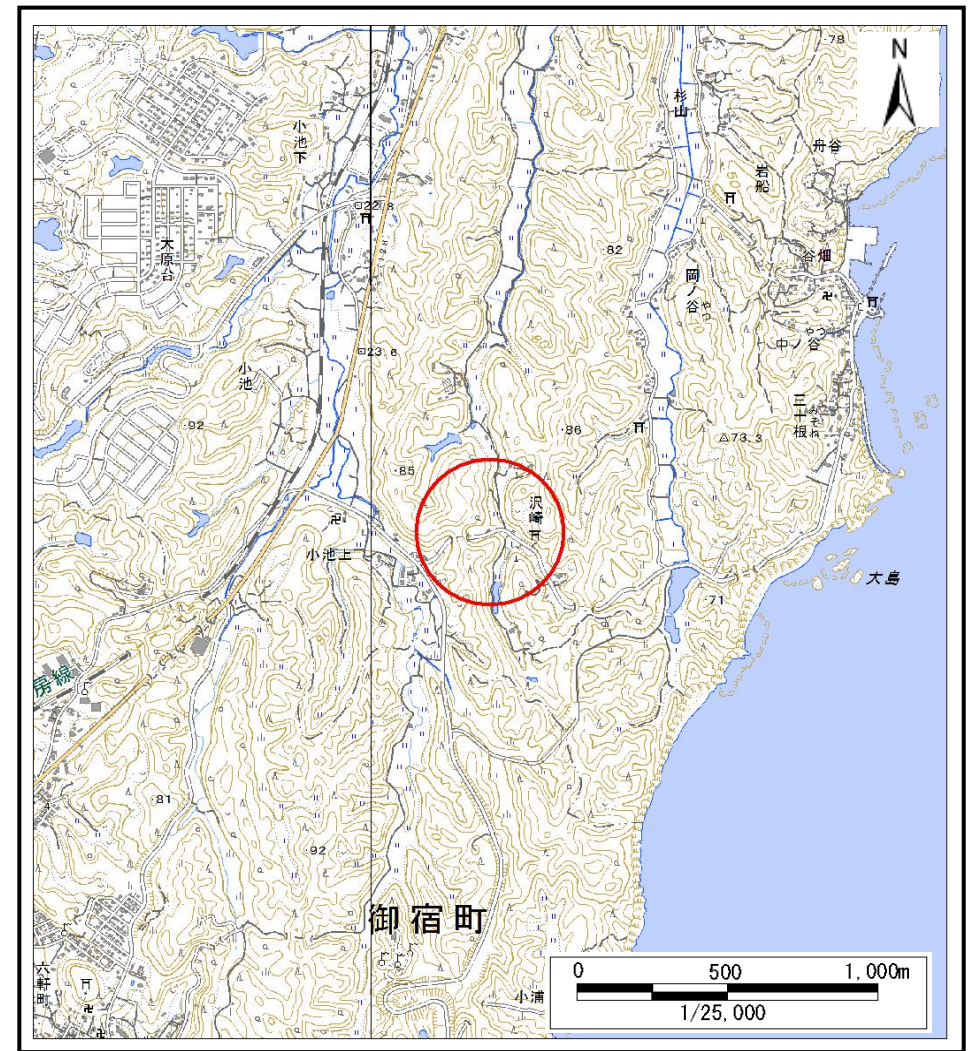 N
78
杉山
小池下
舟谷
岩船
22.8
大原台
82
岡ノ谷
やつ
谷畑
128
23.6
やつ
中ノ谷
小池
92
86
三十根
みそね
73.3
85
沢崎
小池上
大島
71
房線
81
92
御宿町
六軒町
小浦
0 500 1,000m
1/25,000